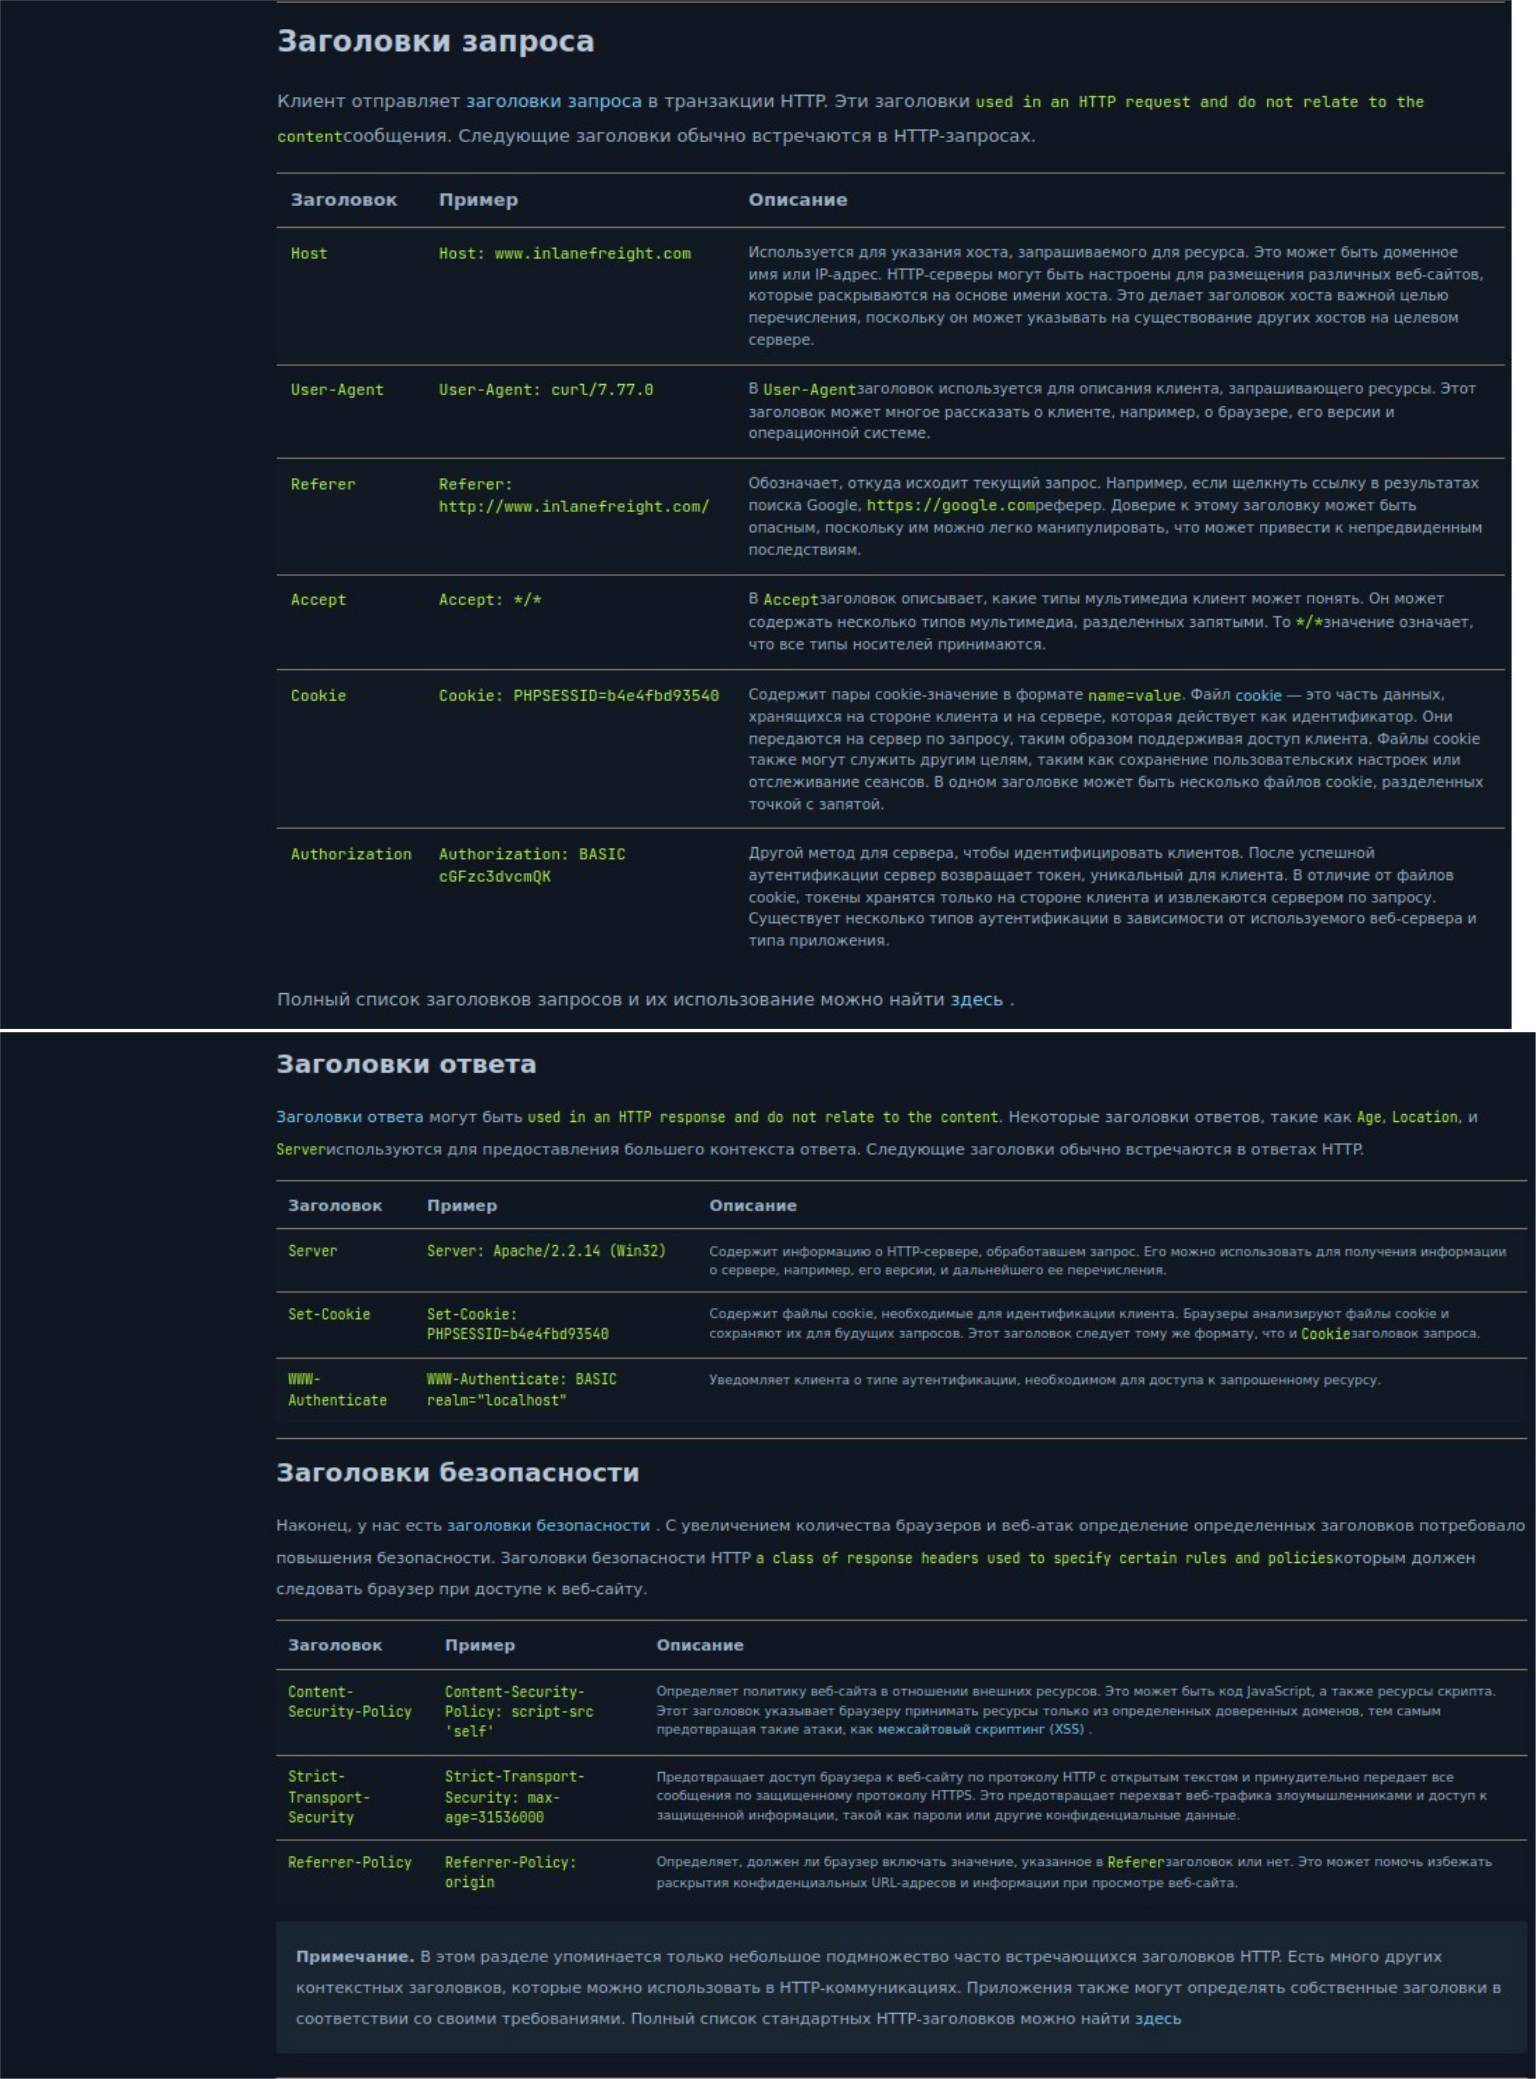 Заголовки запроса
Клиент отправляет заголовки запроса в транзакции HTTP. Эти заголовки used in an HTTP request and do not relate to the
contentсообщения. Следующие заголовки обычно встречаются в HTTP-запросах.
Заголовок Пример Описание
Host Host: www.inlanefreight.com Используется для указания хоста, запрашиваемого для ресурса. Это может быть доменное
имя или IP-адрес. HTTP-серверы могут быть настроены для размещения различных веб-сайтов,
которые раскрываются на основе имени хоста. Это делает заголовок хоста важной целью
перечисления, поскольку он может указывать на существование других хостов на целевом
сервере.
User-Agent User-Agent: curl/7.77.0 В User-Agentзаголовок используется для описания клиента, запрашивающего ресурсы. Этот
заголовок может многое рассказать о клиенте, например, о браузере, его версии и
операционной системе.
Referer Referer: Обозначает, откуда исходит текущий запрос. Например, если щелкнуть ссылку в результатах
http://www.inlanefreight.com/ поиска Google, https://google.comреферер. Доверие к этому заголовку может быть
опасным, поскольку им можно легко манипулировать, что может привести к непредвиденным
последствиям.
Accept Accept: */* В Acceptзаголовок описывает, какие типы мультимедиа клиент может понять. Он может
содержать несколько типов мультимедиа, разделенных запятыми. То */*значение означает,
что все типы носителей принимаются.
Cookie Cookie: PHPSESSID=b4e4fbd93540 Содержит пары cookie-значение в формате name=value. Файл cookie — это часть данных,
хранящихся на стороне клиента и на сервере, которая действует как идентификатор. Они
передаются на сервер по запросу, таким образом поддерживая доступ клиента. Файлы cookie
также могут служить другим целям, таким как сохранение пользовательских настроек или
отслеживание сеансов. В одном заголовке может быть несколько файлов cookie, разделенных
точкой с запятой.
Authorization Authorization: BASIC Другой метод для сервера, чтобы идентифицировать клиентов. После успешной
cGFzc3dvcmQK аутентификации сервер возвращает токен, уникальный для клиента. В отличие от файлов
cookie, токены хранятся только на стороне клиента и извлекаются сервером по запросу.
Существует несколько типов аутентификации в зависимости от используемого веб-сервера и
типа приложения.
Полный список заголовков запросов и их использование можно найти здесь .
Заголовки ответа
Заголовки ответа могут быть used in an HTTP response and do not relate to the content. Некоторые заголовки ответов, такие как Age, Location, и
Serverиспользуются для предоставления большего контекста ответа. Следующие заголовки обычно встречаются в ответах HTTP.
Заголовок Пример Описание
Server Server: Apache/2.2.14 (Win32) Содержит информацию о HTTP-сервере, обработавшем запрос. Его можно использовать для получения информации
о сервере, например, его версии, и дальнейшего ее перечисления.
Set-Cookie Set-Cookie: Содержит файлы cookie, необходимые для идентификации клиента. Браузеры анализируют файлы cookie и
PHPSESSID=b4e4fbd93540 сохраняют их для будущих запросов. Этот заголовок следует тому же формату, что и Cookieзаголовок запроса.
WWW- WWW-Authenticate: BASIC Уведомляет клиента о типе аутентификации, необходимом для доступа к запрошенному ресурсу.
Authenticate realm="localhost"
Заголовки безопасности
Наконец, у нас есть заголовки безопасности . С увеличением количества браузеров и веб-атак определение определенных заголовков потребовало
повышения безопасности. Заголовки безопасности HTTP a class of response headers used to specify certain rules and policiesкоторым должен
следовать браузер при доступе к веб-сайту.
Заголовок Пример Описание
Content- Content-Security- Определяет политику веб-сайта в отношении внешних ресурсов. Это может быть код JavaScript, а также ресурсы скрипта.
Security-Policy Policy: script-src Этот заголовок указывает браузеру принимать ресурсы только из определенных доверенных доменов, тем самым
'self' предотвращая такие атаки, как межсайтовый скриптинг (XSS) .
Strict- Strict-Transport- Предотвращает доступ браузера к веб-сайту по протоколу HTTP с открытым текстом и принудительно передает все
Transport- Security: max- сообщения по защищенному протоколу HTTPS. Это предотвращает перехват веб-трафика злоумышленниками и доступ к
Security age=31536000 защищенной информации, такой как пароли или другие конфиденциальные данные.
Referrer-Policy Referrer-Policy: Определяет, должен ли браузер включать значение, указанное в Refererзаголовок или нет. Это может помочь избежать
origin раскрытия конфиденциальных URL-адресов и информации при просмотре веб-сайта.
Примечание. В этом разделе упоминается только небольшое подмножество часто встречающихся заголовков HTTP. Есть много других
контекстных заголовков, которые можно использовать в HTTP-коммуникациях. Приложения также могут определять собственные заголовки в
соответствии со своими требованиями. Полный список стандартных HTTP-заголовков можно найти здесь